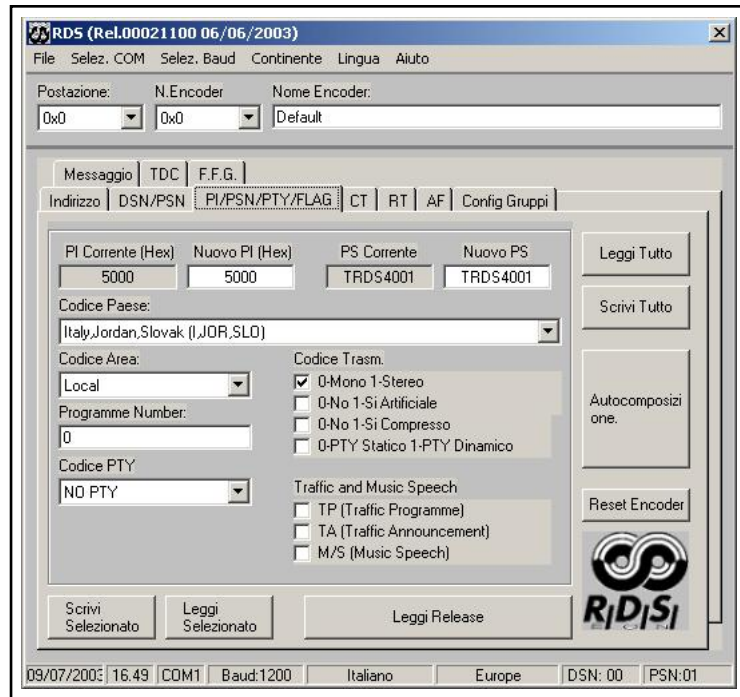 RDS (Rel.00021100 06/06/2003)
File Selez. COM Selez. Baud Continente Lingua Aiuto
Postazione: N.Encoder Nome Encoder:
0x0 0x0 Default
Messaggio TDC F.F.G.
Indirizzo DSN/PSN PI/PSN/PTY/FLAG CT RT AF Config Gruppi
PI Corrente (Hex) Nuovo PI (Hex) PS Corrente Nuovo PS
5000 5000 TRDS4001 TRDS4001
Codice Paese:
Italy,Jordan,Slovak (I,JOR,SLO)
Codice Area:
Local
Programme Number:
0
Codice PTY
NO PTY
Codice Trasm.
0-Mono 1-Stereo
0-No 1-Si Artificiale
0-No 1-Si Compresso
0-PTY Statico 1-PTY Dinamico
Traffic and Music Speech
TP (Traffic Programme)
TA (Traffic Announcement)
M/S (Music Speech)
Leggi Tutto
Scrivi Tutto
Autocomposizi
one.
Reset Encoder
R|D|S|
Scrivi
Selezionato
Leggi
Selezionato
Leggi Release
09/07/2003 16.49 COM1 Baud:1200 Italiano Europe DSN: 00 PSN:01